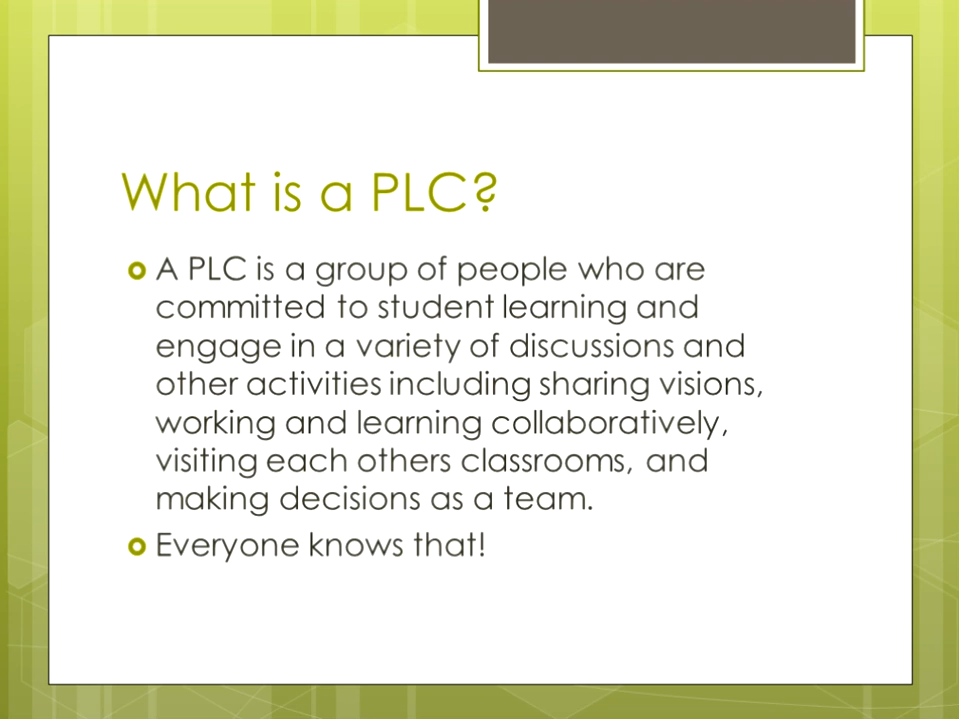 What is a PLC?
A PLC is a group of people who are
committed to student learning and
engage in a variety of discussions and
other activities including sharing visions,
working and learning collaboratively,
visiting each others classrooms, and
making decisions as a team.
Everyone knows that!